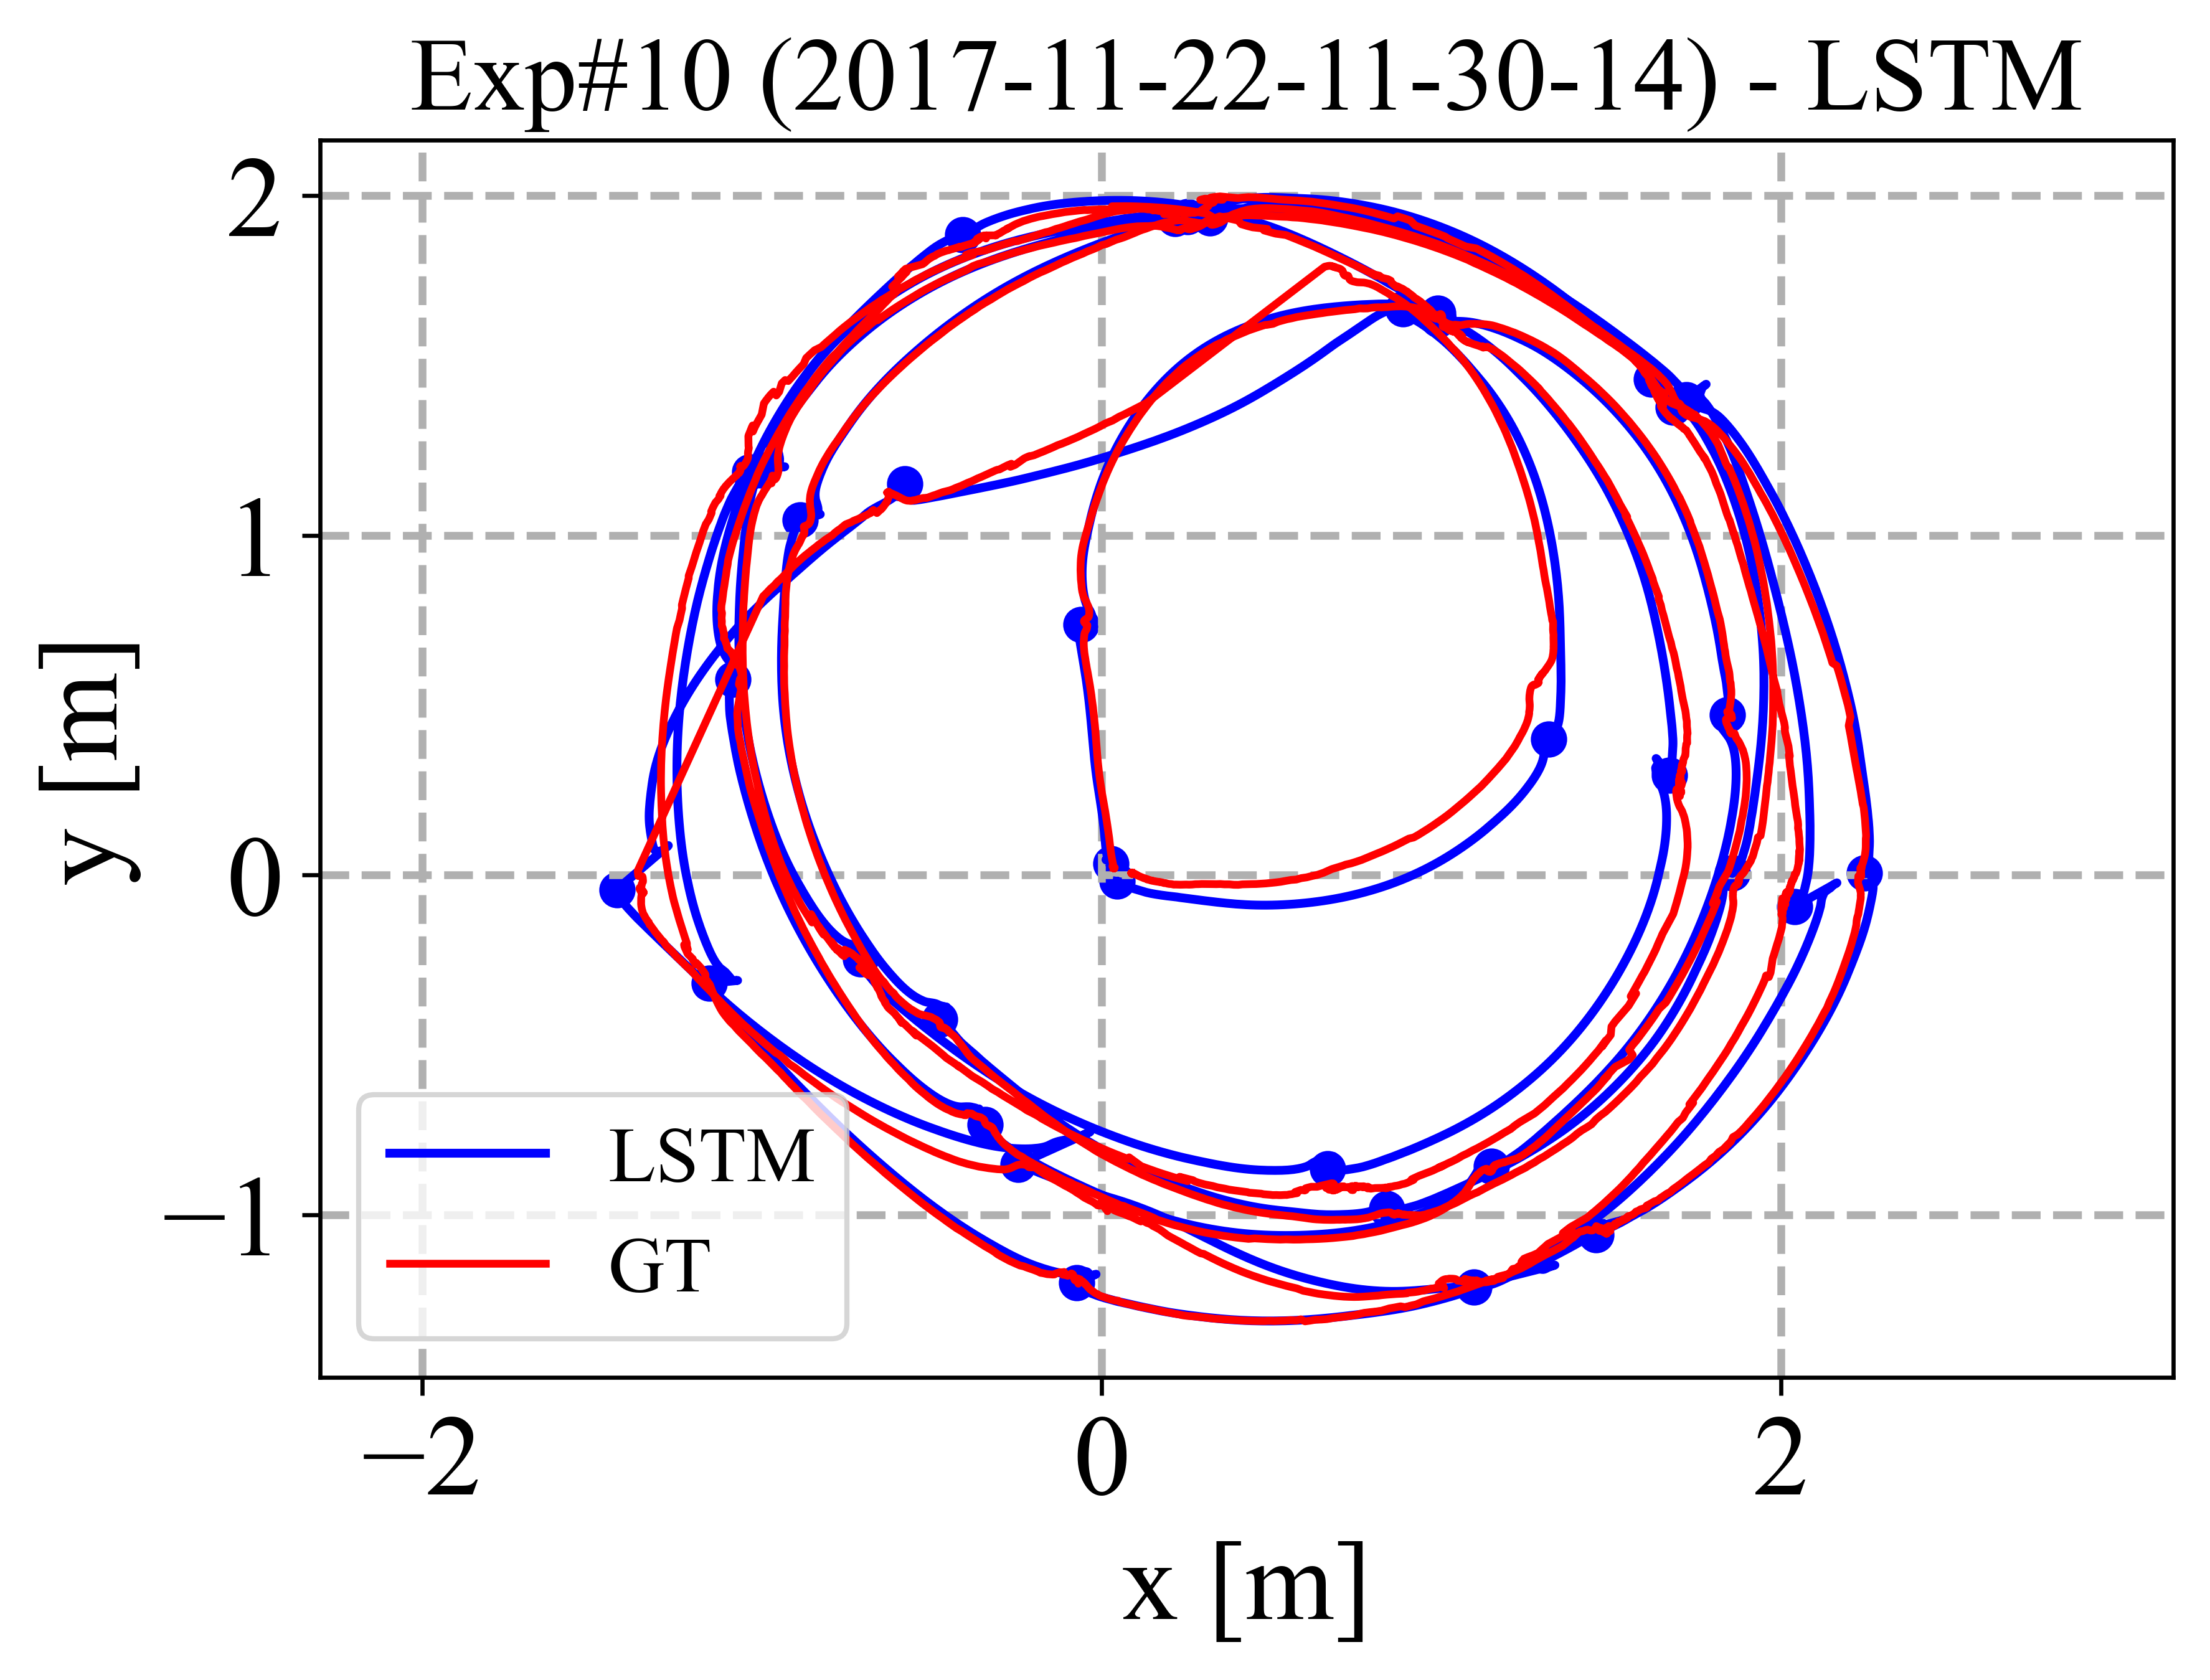 Exp#10 (2017-11-22-11-30-14) - LSTM
y [m]
2
1
0
−1
LSTM
GT
−2 0 2
x [m]